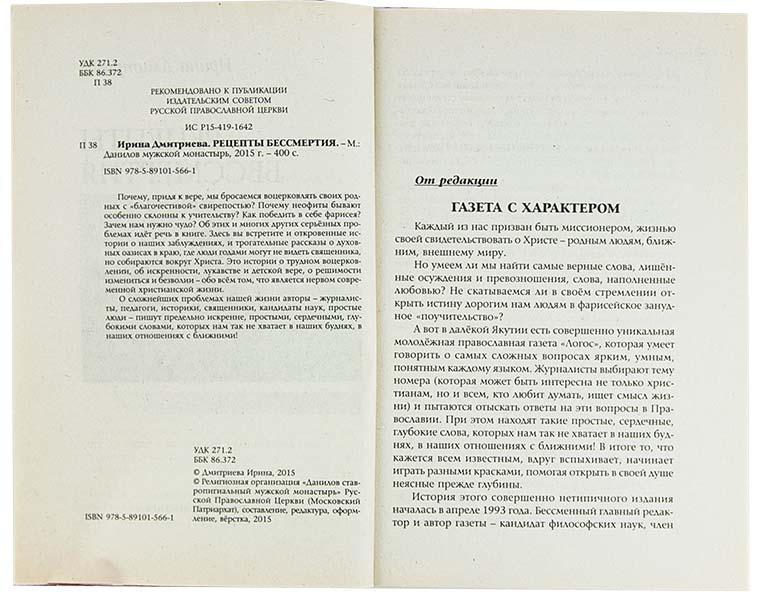 УДК 271.2
ББК 86.372
П 38
РЕКОМЕНДОВАНО К ПУБЛИКАЦИИ
ИЗДАТЕЛЬСКИМ СОВЕТОМ
РУССКОЙ ПРАВОСЛАВНОЙ ЦЕРКВИ
ИС Р15-419-1642
П 38 Ирина Дмитриева. РЕЦЕПТЫ БЕССМЕРТИЯ. – М.:
Данилов мужской монастырь, 2015 г. – 400 с.
ISBN 978-5-89101-566-1
Почему, придя к вере, мы бросаемся воцерковлять своих род-
ных с «благочестивой» свирепостью? Почему неофиты бывают
особенно склонны к учительству? Как победить в себе фарисея?
Зачем нам нужно чудо? Об этих и многих других серьёзных про-
блемах идёт речь в книге. Здесь вы встретите и откровенные ис-
тории о наших заблуждениях, и трогательные рассказы о духов-
ных оазисах в краю, где люди годами могут не видеть священника,
но собираются вокруг Христа. Это истории о трудном воцерков-
лении, об искренности, лукавстве и детской вере, о решимости
измениться и безволии – обо всём том, что является нервом совре-
менной христианской жизни.
О сложнейших проблемах нашей жизни авторы – журналис-
ты, педагоги, историки, священники, кандидаты наук, простые
люди – пишут предельно искренне, простыми, сердечными, глу-
бокими словами, которых нам так не хватает в наших буднях, в
наших отношениях с ближними!
УДК 271.2
ББК 86.372
© Дмитриева Ирина, 2015
© Религиозная организация «Данилов став-
ропигиальный мужской монастырь» Рус-
ской Православной Церкви (Московский
Патриархат), составление, редактура, оформ-
ление, вёрстка, 2015
ISBN 978-5-89101-566-1
От редакции
ГАЗЕТА С ХАРАКТЕРОМ
Каждый из нас призван быть миссионером, жизнью
своей свидетельствовать о Христе – родным людям, ближ-
ним, внешнему миру.
Но умеем ли мы найти самые верные слова, лишён-
ные осуждения и превозношения, слова, наполненные
любовью? Не скатываемся ли в своём стремлении от-
крыть истину дорогим нам людям в фарисейское зануд-
ное «поучительство»?
А вот в далёкой Якутии есть совершенно уникальная
молодёжная православная газета «Логос», которая умеет
говорить о самых сложных вопросах ярким, умным,
понятным каждому языком. Журналисты выбирают тему
номера (которая может быть интересна не только христи-
анам, но и всем, кто любит думать, ищет смысл жиз-
ни) и пытаются отыскать ответы на эти вопросы в Пра-
вославии. При этом находят такие простые, сердечные,
глубокие слова, которых нам так не хватает в наших буд-
нях, в наших отношениях с ближними! В итоге то, что
кажется всем известным, вдруг вспыхивает, начинает
играть разными красками, помогая открыть в своей душе
неясные прежде глубины.
История этого совершенно нетипичного издания
началась в апреле 1993 года. Бессменный главный редак-
тор и автор газеты – кандидат философских наук, член